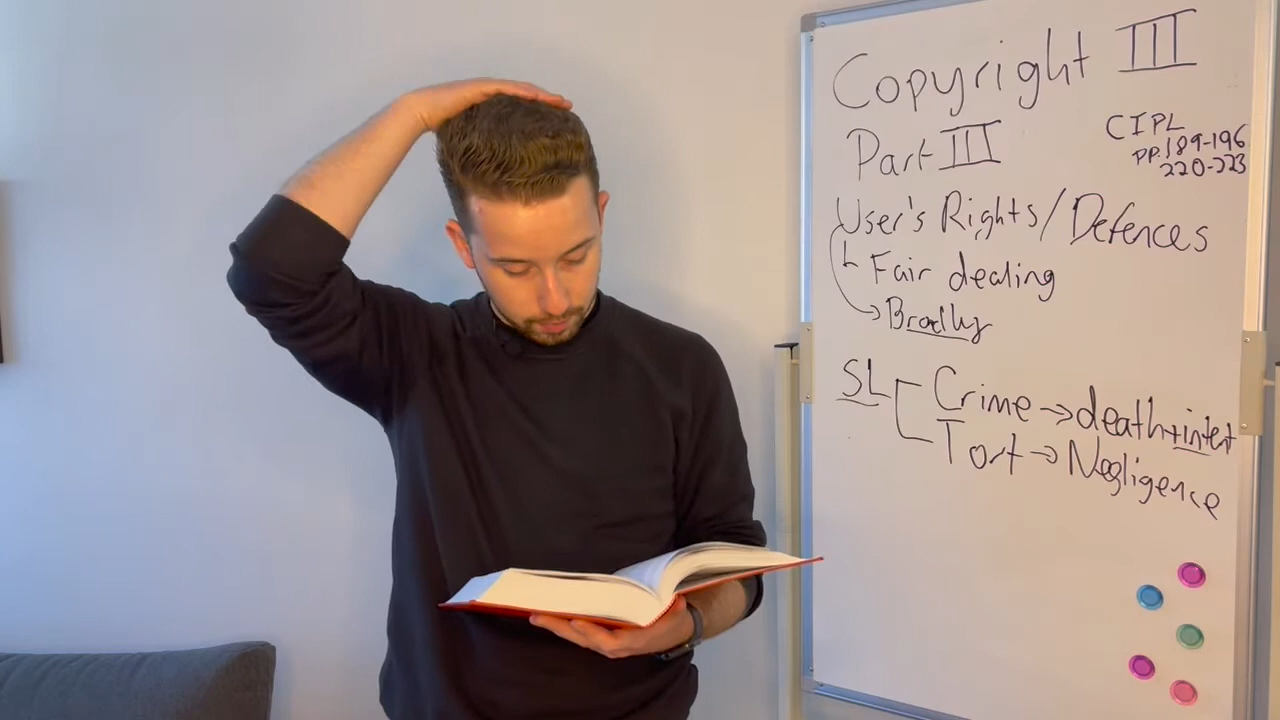 Copyright III
Part III
CIPL
PP. 189-196
220-223
User's Rights/Defences
Fair dealing
→ Bradly
SL
Crime → death+intent
Tort → Negligence